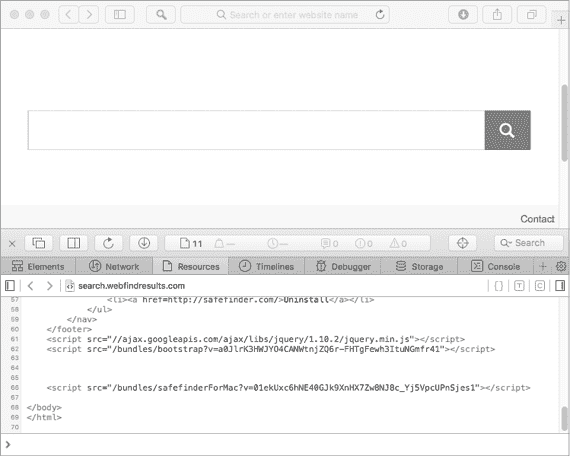 Search or enter website name
Contact
11 — — 0 0 0 Search
Elements Network Resources Timelines Debugger Storage Console
search.webfindresults.com
57 <li><a href=http://safefinder.com/>Uninstall</a></li>
58 </ul>
59 </nav>
60 </footer>
61 <script src="//ajax.googleapis.com/ajax/libs/jquery/1.10.2/jquery.min.js"></script>
62 <script src="/bundles/bootstrap?v=a0JlrK3HWJYO4CANWtnjZQ6r-FHTgFewh3ItuNGmfr41"></script>
63
64
65
66 <script src="/bundles/safefinderForMac?v=01ekUxc6hNE40GJk9XnHX7Zw8NJ8c_Yj5VpcUPnSjes1"></script>
67
68 </body>
69 </html>
70